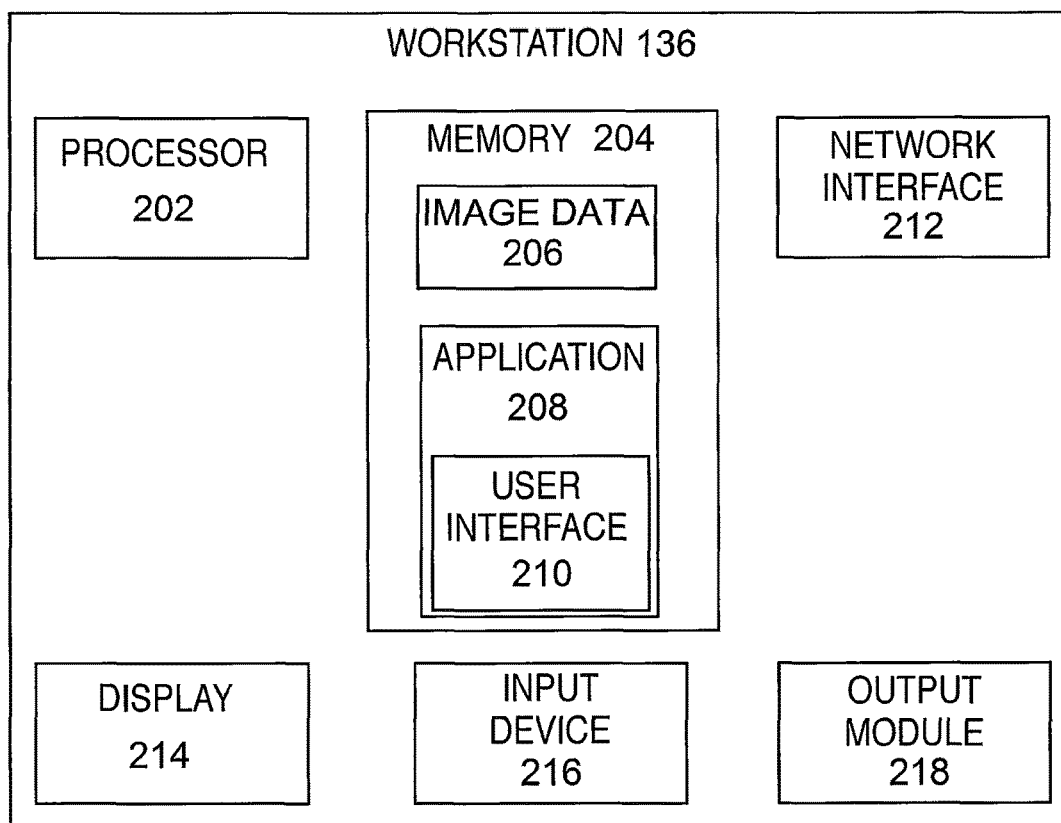 WORKSTATION 136
PROCESSOR
202
MEMORY 204
IMAGE DATA
206
APPLICATION
208
USER
INTERFACE
210
NETWORK
INTERFACE
212
DISPLAY
214
INPUT
DEVICE
216
OUTPUT
MODULE
218